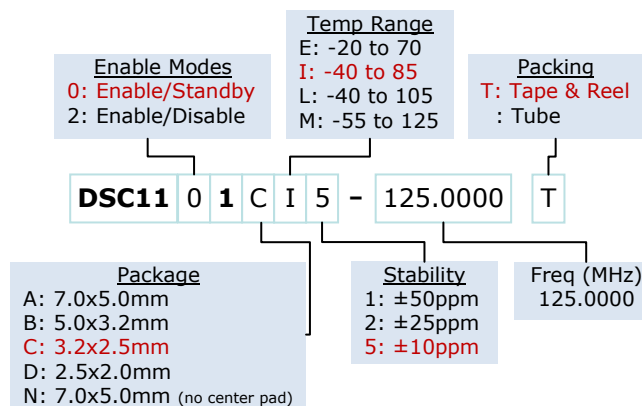 Temp Range
E: -20 to 70
I: -40 to 85
L: -40 to 105
M: -55 to 125
Enable Modes
0: Enable/Standby
2: Enable/Disable
Packing
T: Tape & Reel
: Tube
DSC11 0 1 C I 5 - 125.0000 T
Package
A: 7.0x5.0mm
B: 5.0x3.2mm
C: 3.2x2.5mm
D: 2.5x2.0mm
N: 7.0x5.0mm (no center pad)
Stability
1: ±50ppm
2: ±25ppm
5: ±10ppm
Freq (MHz)
125.0000